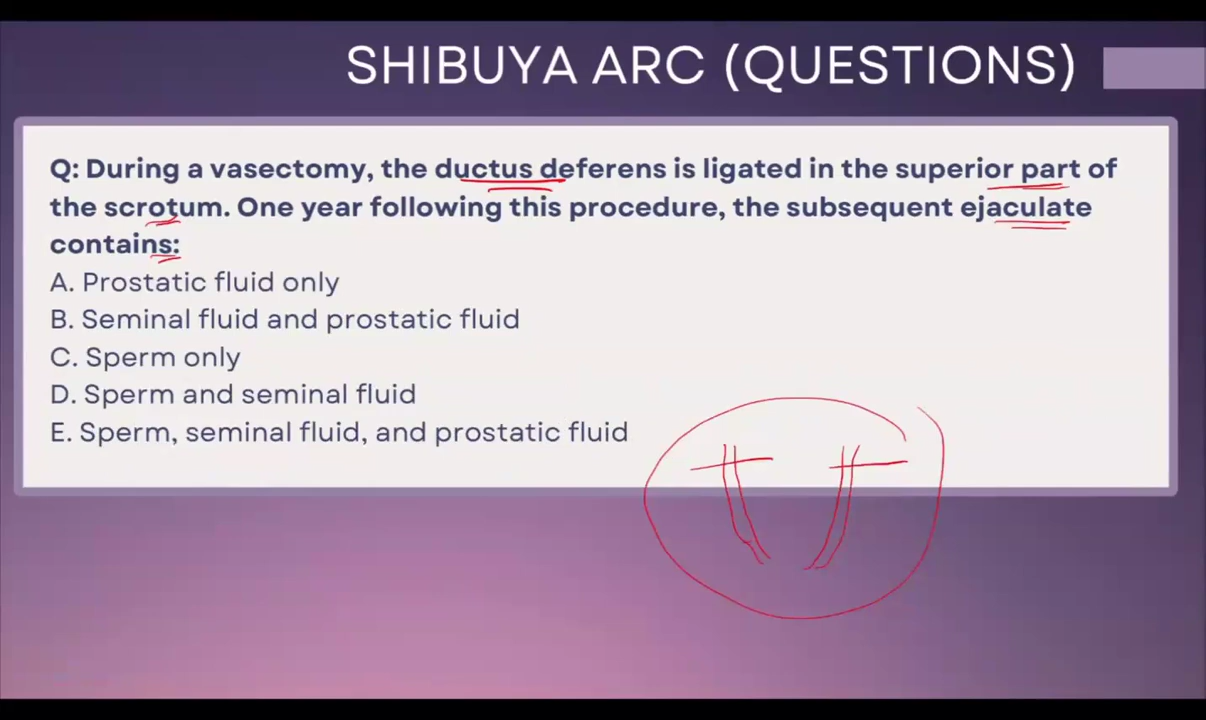 SHIBUYA ARC (QUESTIONS)
Q: During a vasectomy, the ductus deferens is ligated in the superior part of
the scrotum. One year following this procedure, the subsequent ejaculate
contains:
A. Prostatic fluid only
B. Seminal fluid and prostatic fluid
C. Sperm only
D. Sperm and seminal fluid
E. Sperm, seminal fluid, and prostatic fluid